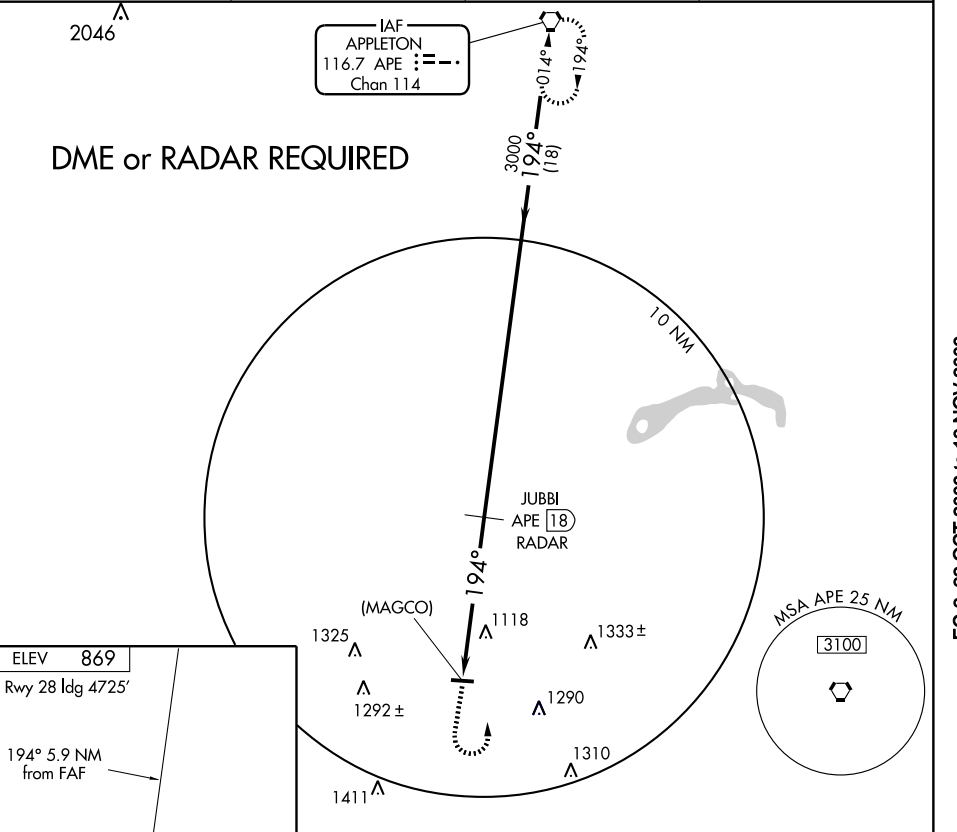 2046
IAF
APPLETON
116.7 APE
Chan 114
014°
194°
DME or RADAR REQUIRED
3000
194°
(18)
10 NM
JUBBI
APE 18
RADAR
194°
(MAGCO)
1118
1325
1333±
1292±
1290
1310
1411
MSA APE 25 NM
3100
ELEV 869
Rwy 28 ldg 4725'
194° 5.9 NM
from FAF